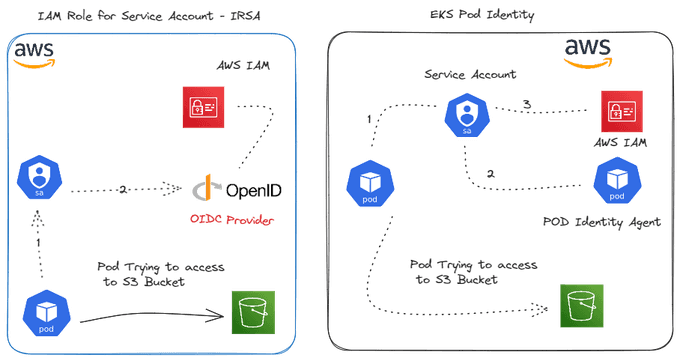 IAM Role for Service Account - IRSA
aws
AWS IAM
sa
2
OpenID
OIDC Provider
1
Pod Trying to access
to S3 Bucket
pod
EKS Pod Identity
aws
Service Account
1
3
sa
AWS IAM
2
pod
pod
POD Identity Agent
Pod Trying to access
to S3 Bucket